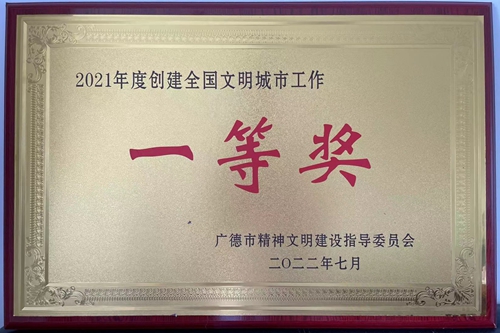 2021年度创建全国文明城市工作
一等奖
广德市精神文明建设指导委员会
二〇二二年七月